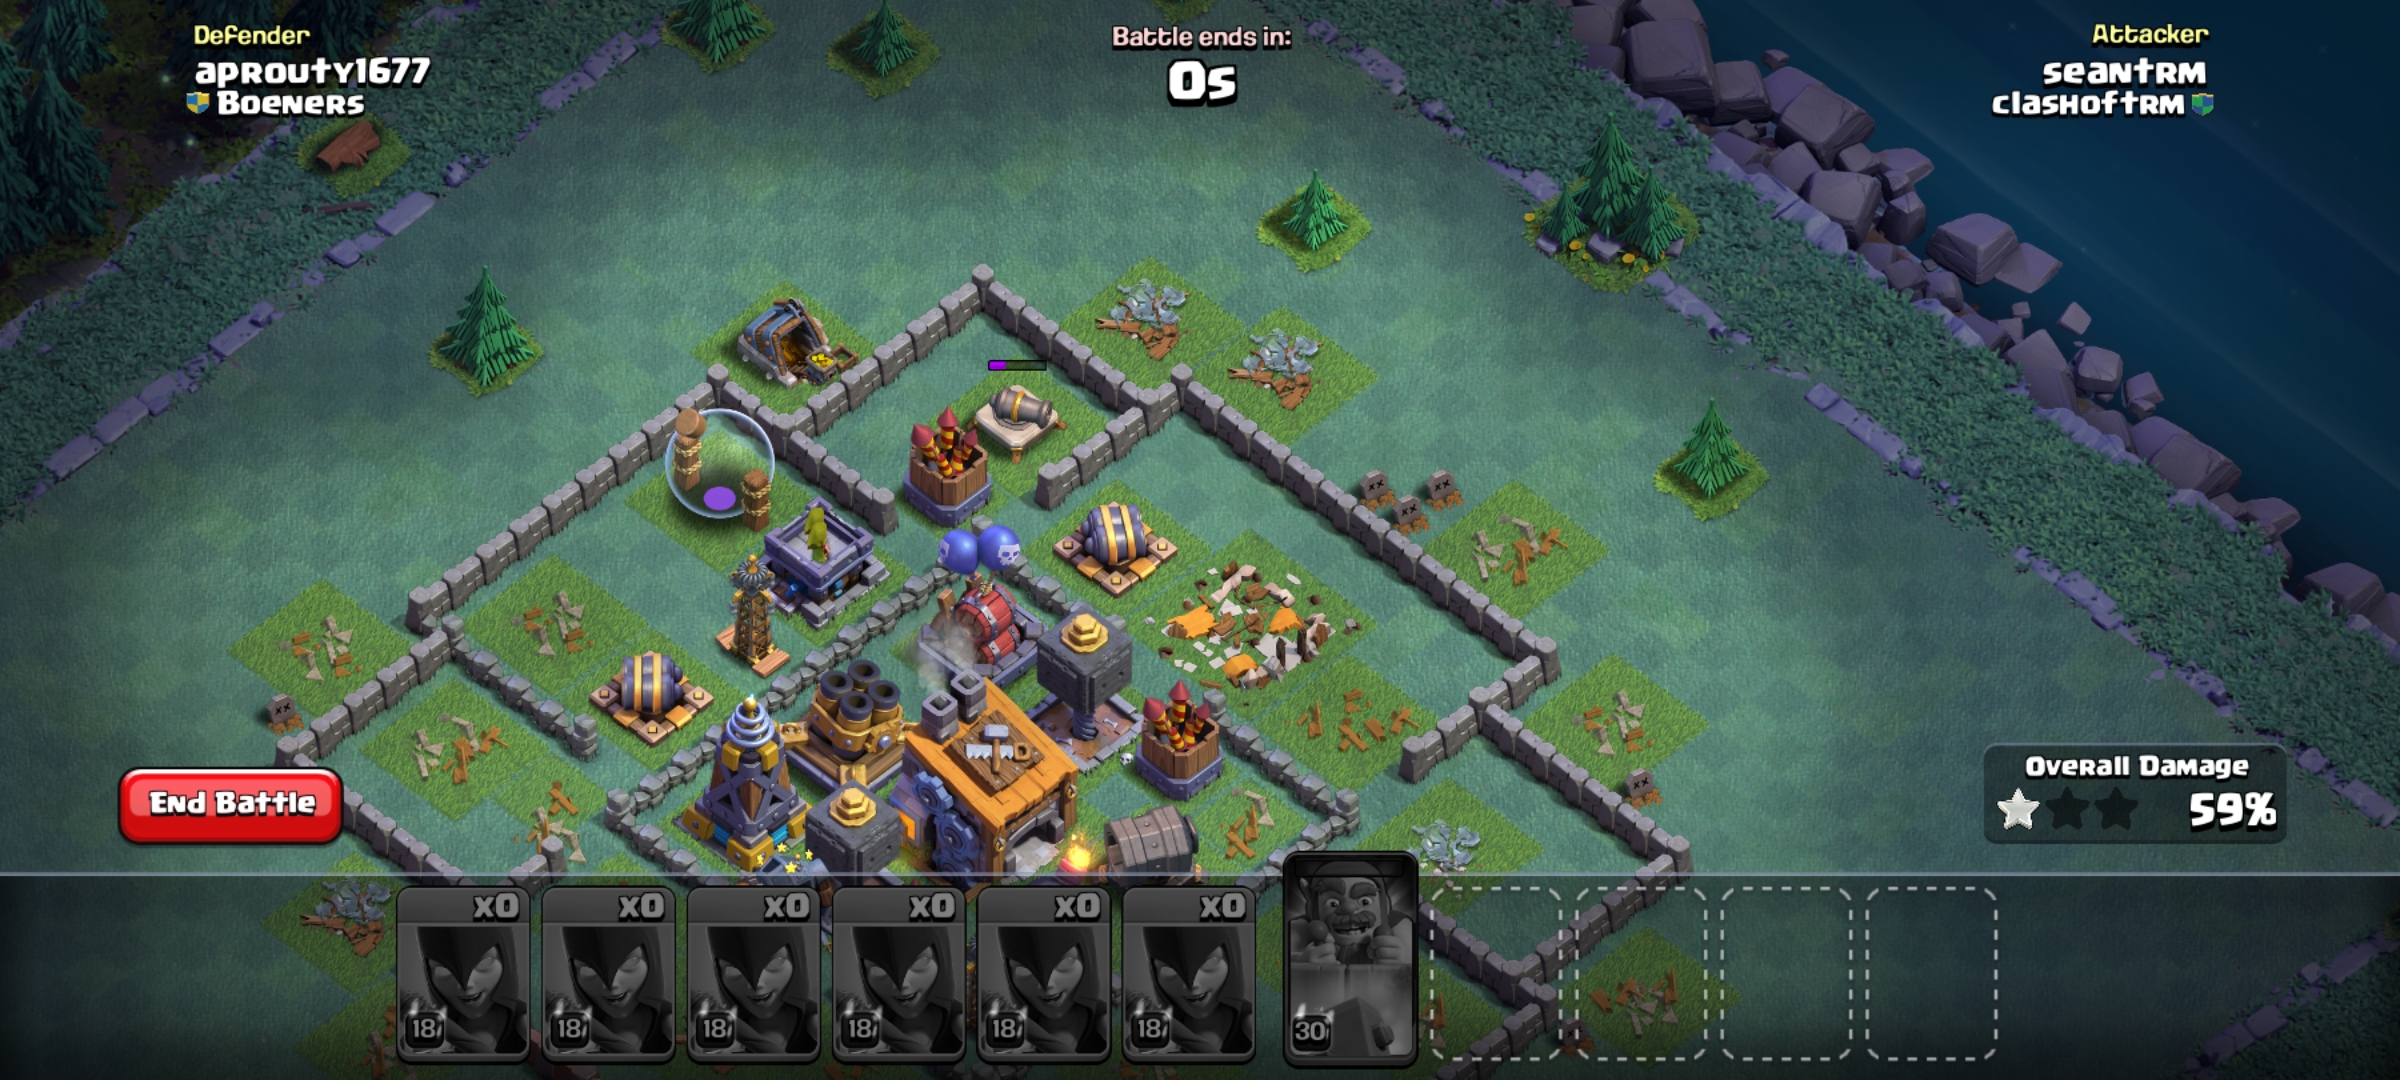 Defender
aprouty1677
Boeners
Battle ends in:
0s
Attacker
seantRM
clashoftRM
End Battle
Overall Damage
59%
x0
x0
x0
x0
x0
x0
18
18
18
18
18
18
30